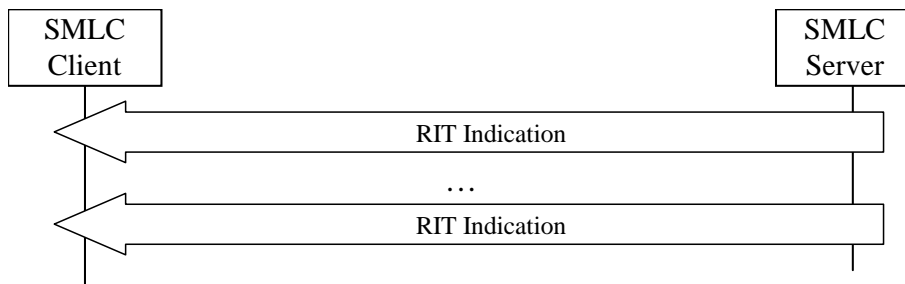 SMLC
Client
SMLC
Server
RIT Indication
…
RIT Indication